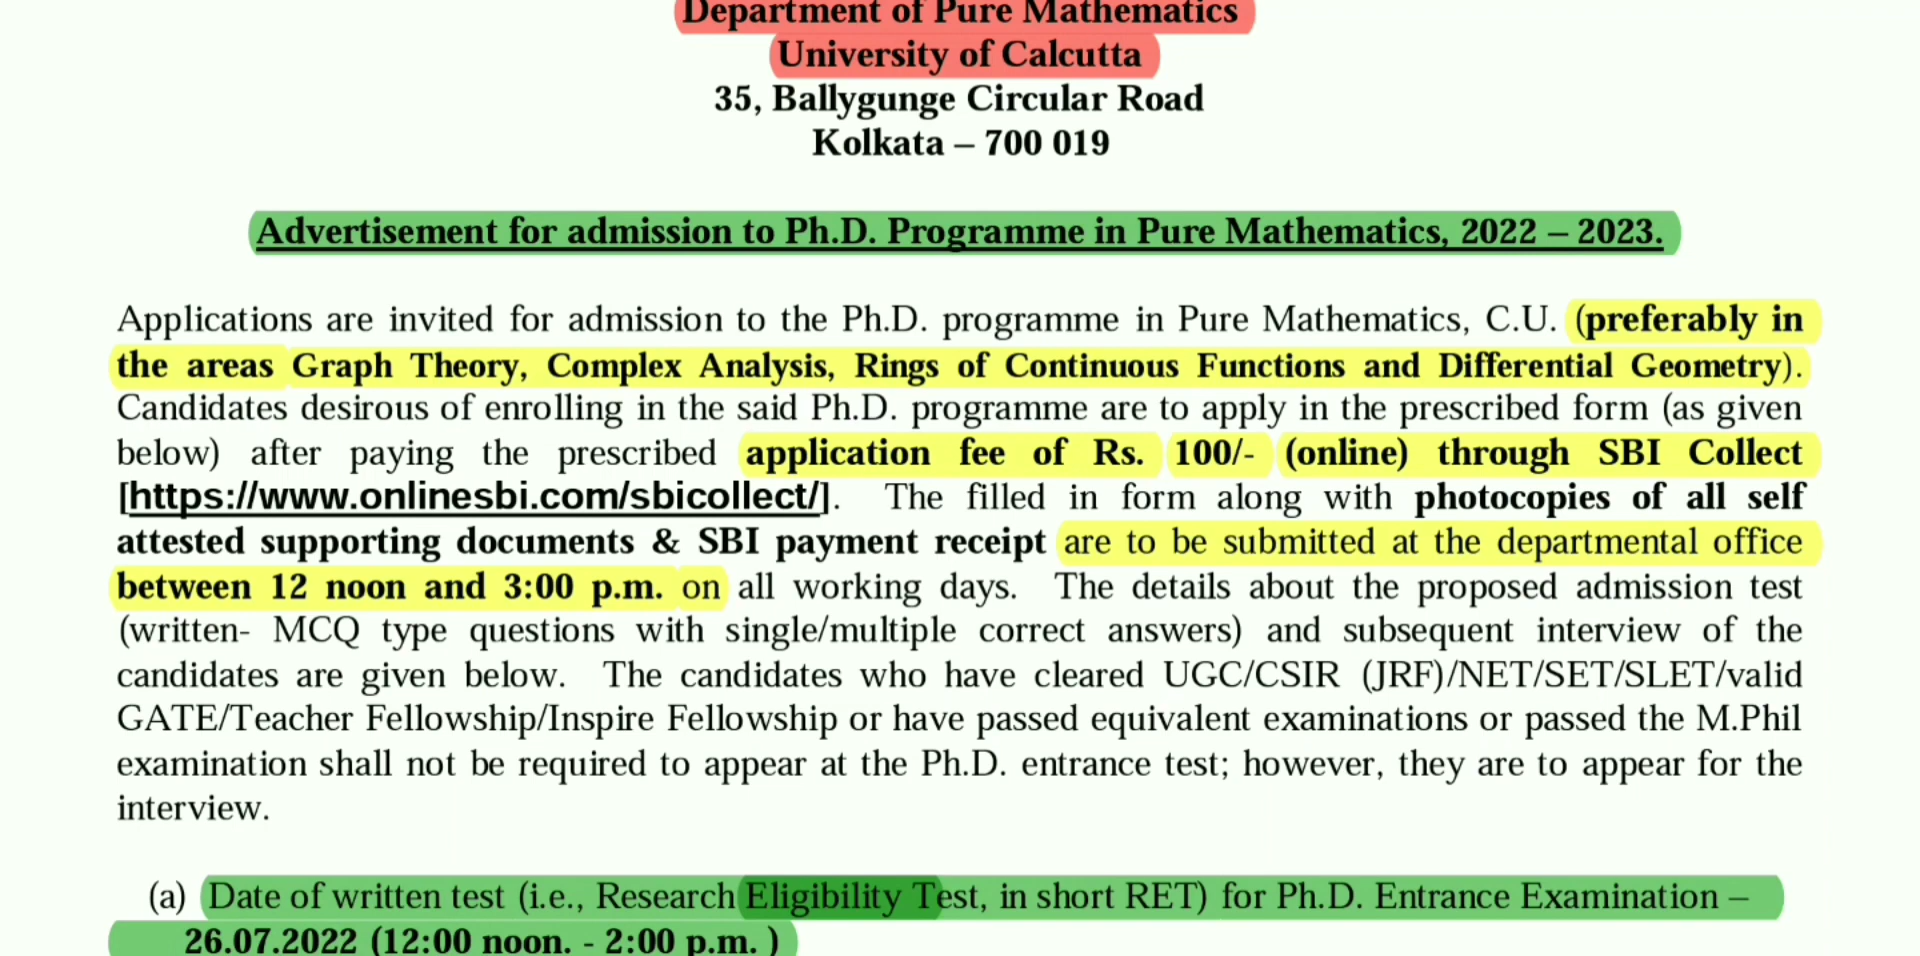 Department of Pure Mathematics
University of Calcutta
35, Ballygunge Circular Road
Kolkata – 700 019
Advertisement for admission to Ph.D. Programme in Pure Mathematics, 2022 – 2023.
Applications are invited for admission to the Ph.D. programme in Pure Mathematics, C.U. (preferably in
the areas Graph Theory, Complex Analysis, Rings of Continuous Functions and Differential Geometry).
Candidates desirous of enrolling in the said Ph.D. programme are to apply in the prescribed form (as given
below) after paying the prescribed application fee of Rs. 100/- (online) through SBI Collect
[https://www.onlinesbi.com/sbicollect/]. The filled in form along with photocopies of all self
attested supporting documents & SBI payment receipt are to be submitted at the departmental office
between 12 noon and 3:00 p.m. on all working days. The details about the proposed admission test
(written- MCQ type questions with single/multiple correct answers) and subsequent interview of the
candidates are given below. The candidates who have cleared UGC/CSIR (JRF)/NET/SET/SLET/valid
GATE/Teacher Fellowship/Inspire Fellowship or have passed equivalent examinations or passed the M.Phil
examination shall not be required to appear at the Ph.D. entrance test; however, they are to appear for the
interview.
(a) Date of written test (i.e., Research Eligibility Test, in short RET) for Ph.D. Entrance Examination –
26.07.2022 (12:00 noon. - 2:00 p.m. )